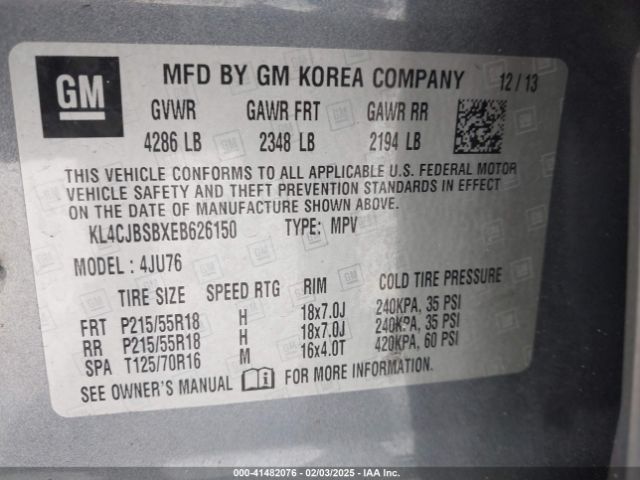 GM
MFD BY GM KOREA COMPANY 12/13
GVWR GAWR FRT GAWR RR
4286 LB 2348 LB 2194 LB
THIS VEHICLE CONFORMS TO ALL APPLICABLE U.S. FEDERAL MOTOR
VEHICLE SAFETY AND THEFT PREVENTION STANDARDS IN EFFECT
ON THE DATE OF MANUFACTURE SHOWN ABOVE.
KL4CJBSBXEB626150 TYPE: MPV
MODEL: 4JU76
TIRE SIZE SPEED RTG RIM COLD TIRE PRESSURE
FRT P215/55R18 H 18x7.0J 240KPA, 35 PSI
RR P215/55R18 H 18x7.0J 240KPA, 35 PSI
SPA T125/70R16 M 16x4.0T 420KPA, 60 PSI
SEE OWNER'S MANUAL FOR MORE INFORMATION.
000-41482076 - 02/03/2025 - IAA Inc.